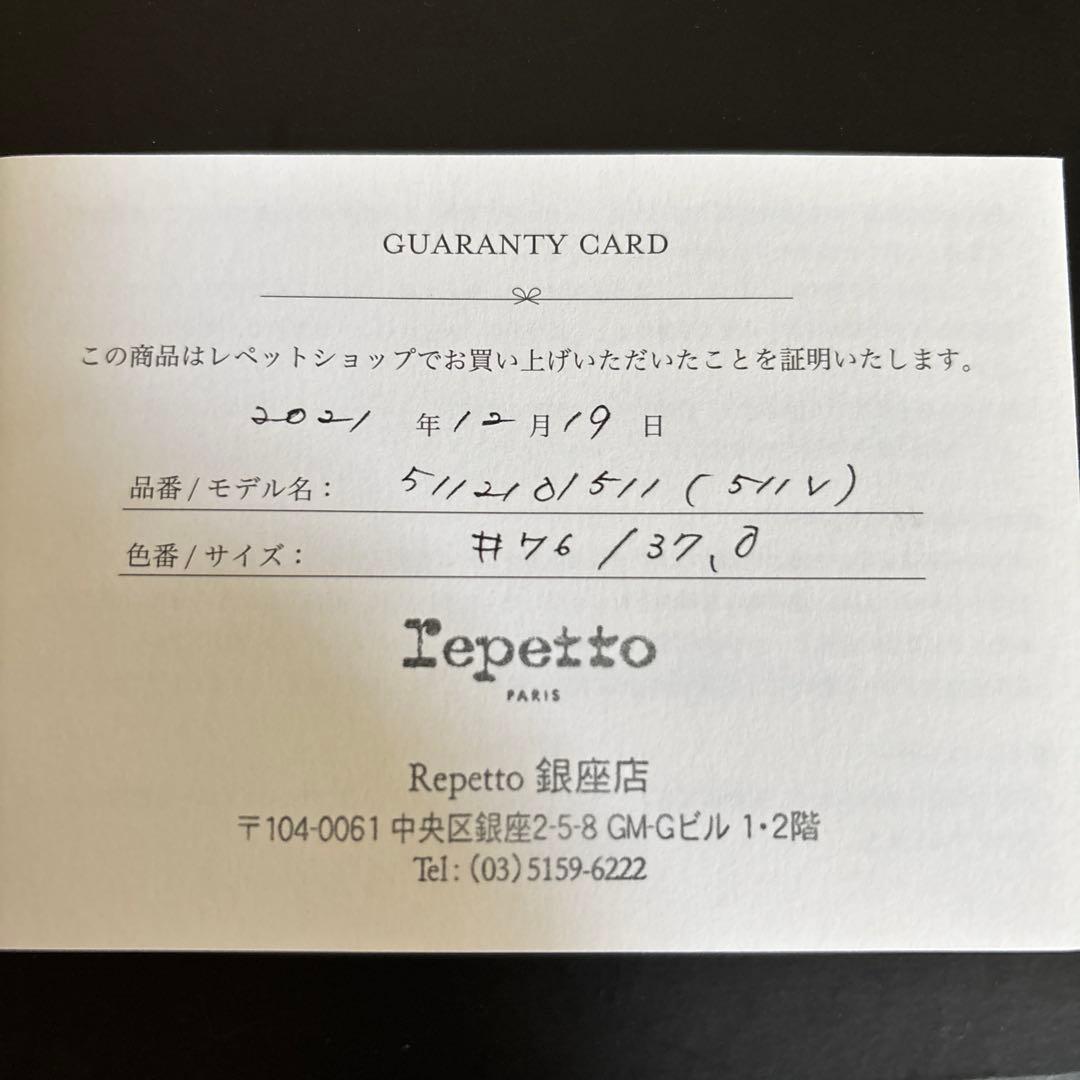 GUARANTY CARD
この商品はレペットショップでお買い上げいただいたことを証明いたします。
2021 年 12 月 19 日
品番 / モデル名： 5112101511 ( 511 V )
色番 / サイズ： #76 / 37,0
repetto
PARIS
Repetto 銀座店
〒104-0061 中央区銀座2-5-8 GM-Gビル 1・2階
Tel : (03) 5159-6222